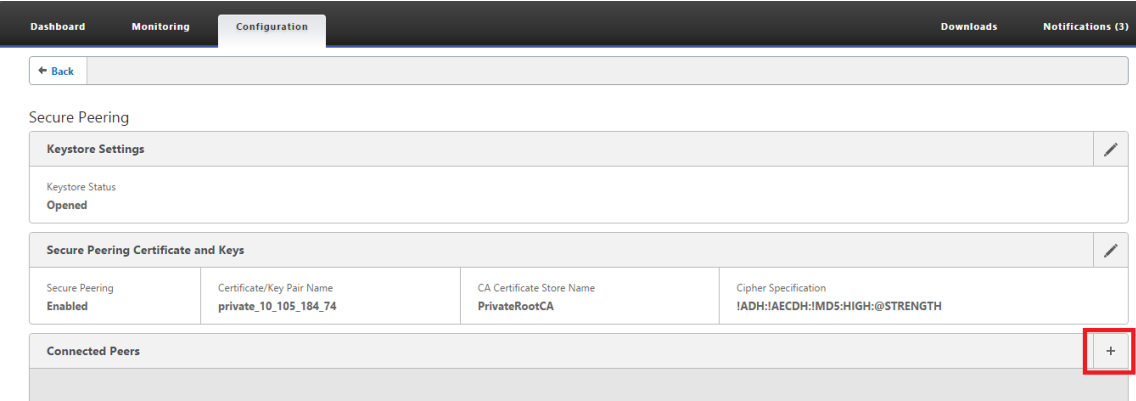 Dashboard Monitoring Configuration Downloads Notifications (3)
Back
Secure Peering
Keystore Settings
Keystore Status
Opened
Secure Peering Certificate and Keys
Secure Peering Certificate/Key Pair Name CA Certificate Store Name Cipher Specification
Enabled private_10_105_184_74 PrivateRootCA !ADH:!AECDH:!MD5:HIGH:@STRENGTH
Connected Peers +